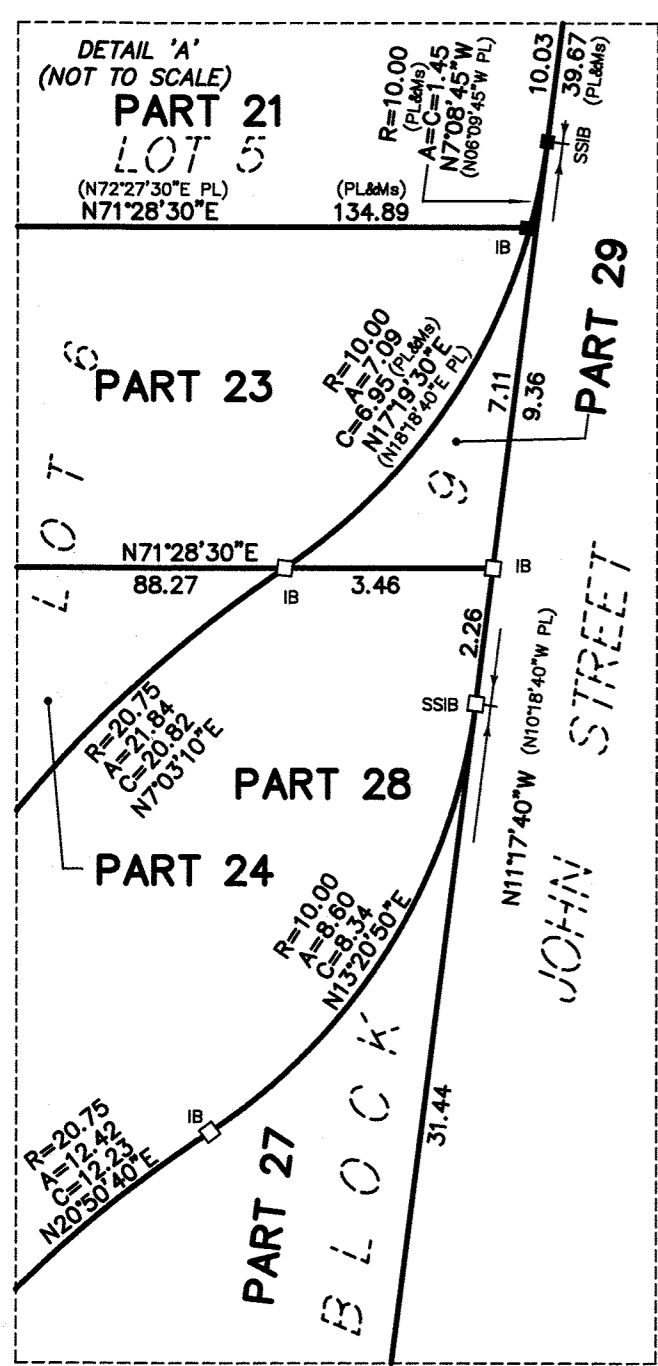 DETAIL 'A'
(NOT TO SCALE)
PART 21
LOT 5
(N72°27'30"E PL)
N71°28'30"E
(PL&Ms)
134.89
R=10.00
(PL&Ms)
A=C=1.45
N7°08'45"W
(N06°09'45"W PL)
10.03
39.67
(PL&Ms)
SSIB
IB
PART 29
LOT 6
PART 23
R=10.00
A=7.09
C=6.95 (PL&Ms)
N17°19'30"E
(N18°18'40"E PL)
7.11
9.36
9
N71°28'30"E
88.27
IB
3.46
IB
2.26
SSIB
N11°17'40"W (N10°18'40"W PL)
JOHN STREET
R=20.75
A=21.84
C=20.82
N7°03'10"E
PART 28
PART 24
R=10.00
A=8.60
C=8.34
N13°20'50"E
BLOCK
31.44
IB
R=20.75
A=12.42
C=12.23
N20°50'40"E
PART 27